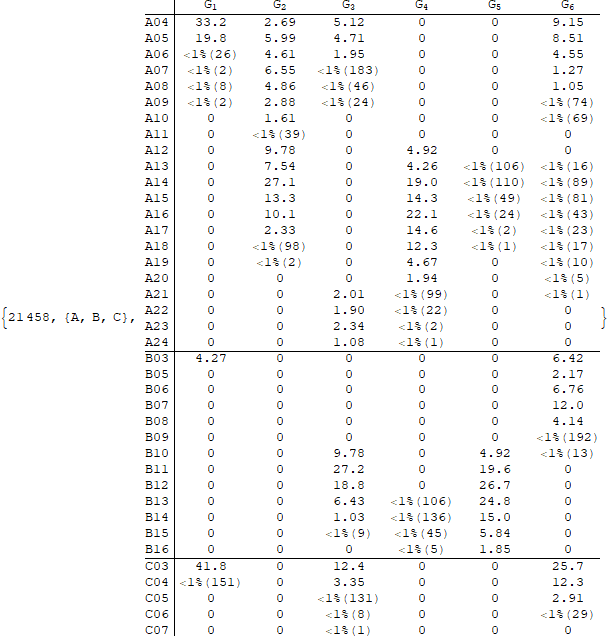 G₁ G₂ G₃ G₄ G₅ G₆
A04 33.2 2.69 5.12 0 0 9.15
A05 19.8 5.99 4.71 0 0 8.51
A06 <1%(26) 4.61 1.95 0 0 4.55
A07 <1%(2) 6.55 <1%(183) 0 0 1.27
A08 <1%(8) 4.86 <1%(46) 0 0 1.05
A09 <1%(2) 2.88 <1%(24) 0 0 <1%(74)
A10 0 1.61 0 0 0 <1%(69)
A11 0 <1%(39) 0 0 0 0
A12 0 9.78 0 4.92 0 0
A13 0 7.54 0 4.26 <1%(106) <1%(16)
A14 0 27.1 0 19.0 <1%(110) <1%(89)
A15 0 13.3 0 14.3 <1%(49) <1%(81)
A16 0 10.1 0 22.1 <1%(24) <1%(43)
A17 0 2.33 0 14.6 <1%(2) <1%(23)
A18 0 <1%(98) 0 12.3 <1%(1) <1%(17)
A19 0 <1%(2) 0 4.67 0 <1%(10)
A20 0 0 0 1.94 0 <1%(5)
A21 0 0 2.01 <1%(99) 0 <1%(1)
A22 0 0 1.90 <1%(22) 0 0
{21458, {A, B, C}, }
A23 0 0 2.34 <1%(2) 0 0
A24 0 0 1.08 <1%(1) 0 0
B03 4.27 0 0 0 0 6.42
B05 0 0 0 0 0 2.17
B06 0 0 0 0 0 6.76
B07 0 0 0 0 0 12.0
B08 0 0 0 0 0 4.14
B09 0 0 0 0 0 <1%(192)
B10 0 0 9.78 0 4.92 <1%(13)
B11 0 0 27.2 0 19.6 0
B12 0 0 18.8 0 26.7 0
B13 0 0 6.43 <1%(106) 24.8 0
B14 0 0 1.03 <1%(136) 15.0 0
B15 0 0 <1%(9) <1%(45) 5.84 0
B16 0 0 0 <1%(5) 1.85 0
C03 41.8 0 12.4 0 0 25.7
C04 <1%(151) 0 3.35 0 0 12.3
C05 0 0 <1%(131) 0 0 2.91
C06 0 0 <1%(8) 0 0 <1%(29)
C07 0 0 <1%(1) 0 0 0